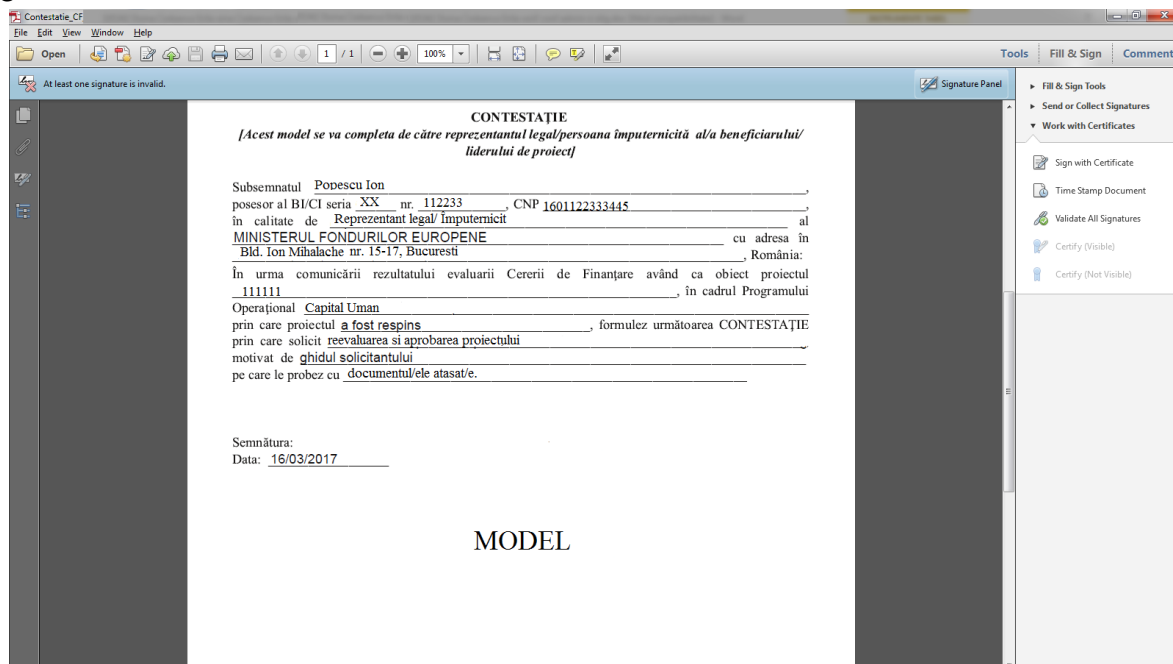 Contestatie_CF
File Edit View Window Help
Open 1 / 1 100% Tools Fill & Sign Comment
At least one signature is invalid. Signature Panel
Fill & Sign Tools
Send or Collect Signatures
Work with Certificates
Sign with Certificate
Time Stamp Document
Validate All Signatures
Certify (Visible)
Certify (Not Visible)
CONTESTAȚIE
[Acest model se va completa de către reprezentantul legal/persoana împuternicită al/a beneficiarului/
liderului de proiect]
Subsemnatul Popescu Ion,
posesor al BI/CI seria XX nr. 112233, CNP 1601122333445,
în calitate de Reprezentant legal/ Împuternicit al
MINISTERUL FONDURILOR EUROPENE cu adresa în
Bld. Ion Mihalache nr. 15-17, Bucuresti, România:
În urma comunicării rezultatului evaluarii Cererii de Finanțare având ca obiect proiectul
111111, în cadrul Programului
Operațional Capital Uman
prin care proiectul a fost respins, formulez următoarea CONTESTAȚIE
prin care solicit reevaluarea si aprobarea proiectului,
motivat de ghidul solicitantului
pe care le probez cu documentul/ele atasat/e.
Semnătura:
Data: 16/03/2017
MODEL